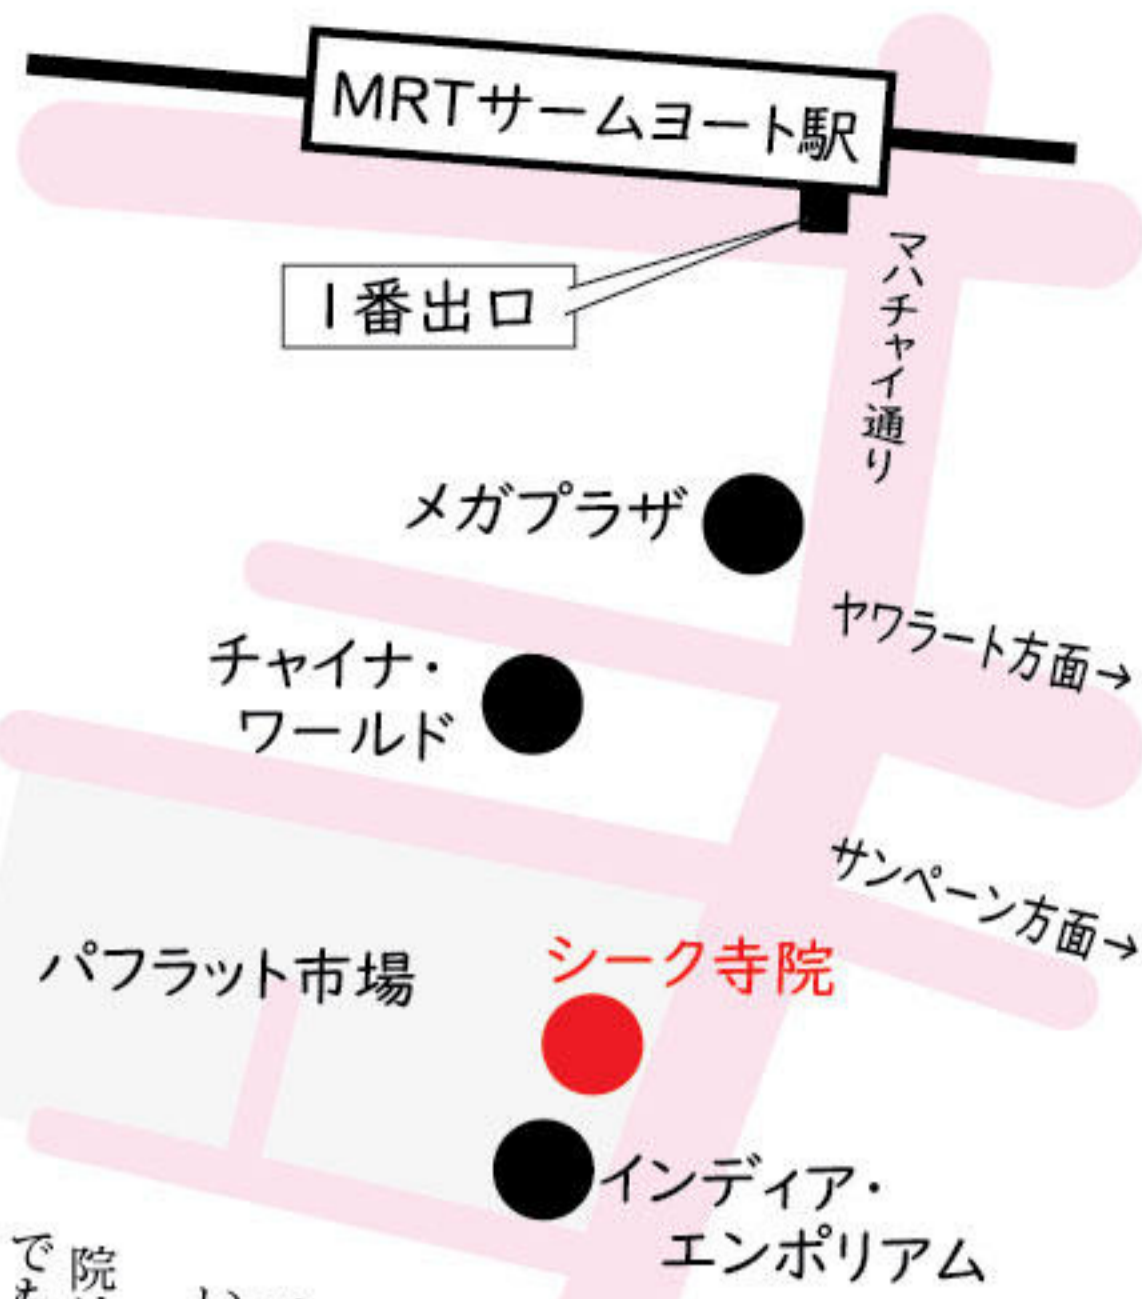 MRTサームヨート駅
1番出口
マハチャイ通り
メガプラザ
ヤワラート方面→
チャイナ・
ワールド
サンペーン方面→
パフラット市場
シーク寺院
インディア・
エンポリアム
院
でも